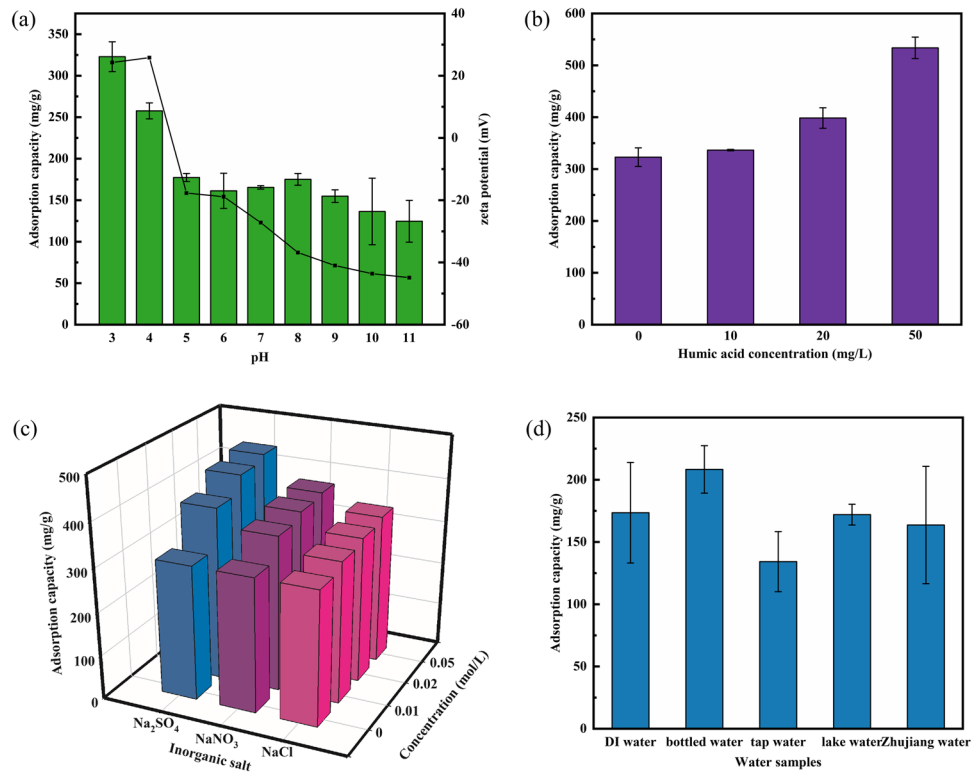 (a)
Adsorption capacity (mg/g)
350
300
250
200
150
100
50
0
3 4 5 6 7 8 9 10 11
pH
40
20
0
-20
-40
-60
zeta potential (mV)
(b)
Adsorption capacity (mg/g)
600
500
400
300
200
100
0
0 10 20 50
Humic acid concentration (mg/L)
(c)
Adsorption capacity (mg/g)
500
400
300
200
100
0
Na₂SO₄
NaNO₃
NaCl
Inorganic salt
0
0.01
0.02
0.05
Concentration (mol/L)
(d)
Adsorption capacity (mg/g)
250
200
150
100
50
0
DI water bottled water tap water lake water Zhujiang water
Water samples